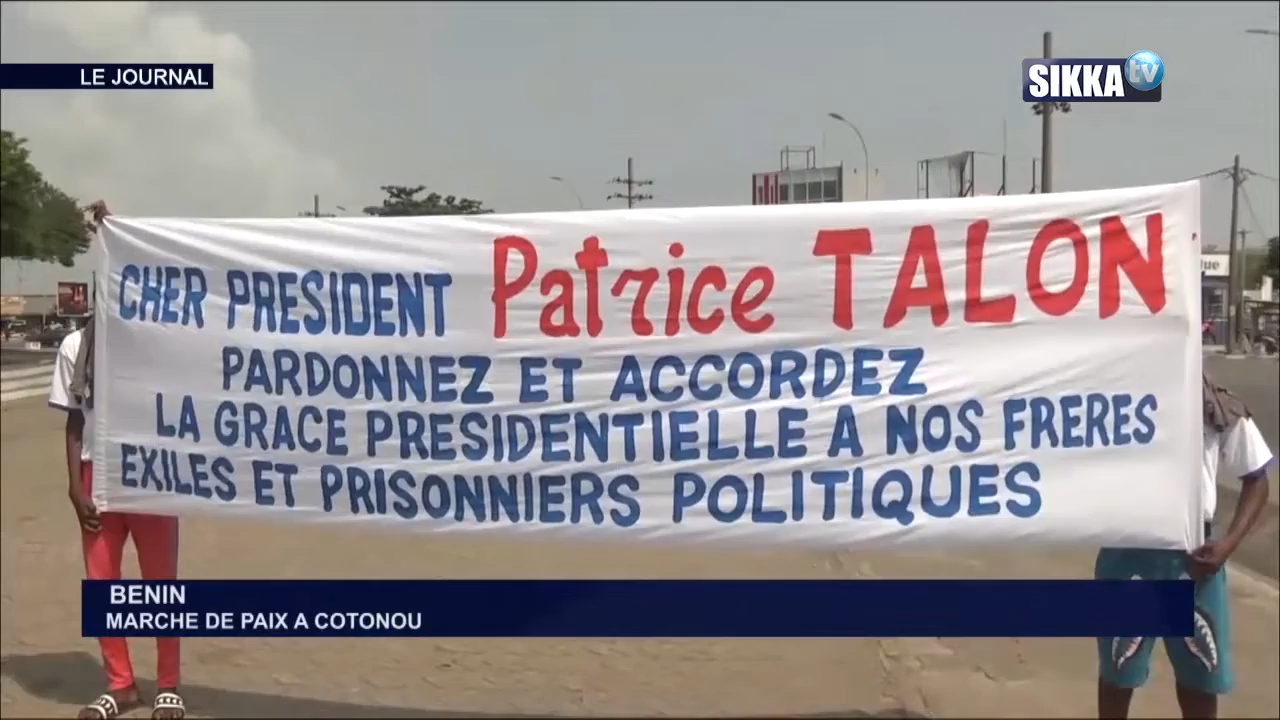 LE JOURNAL
SIKKA tv
CHER PRESIDENT Patrice TALON
PARDONNEZ ET ACCORDEZ
LA GRACE PRESIDENTIELLE A NOS FRERES
EXILES ET PRISONNIERS POLITIQUES
BENIN
MARCHE DE PAIX A COTONOU